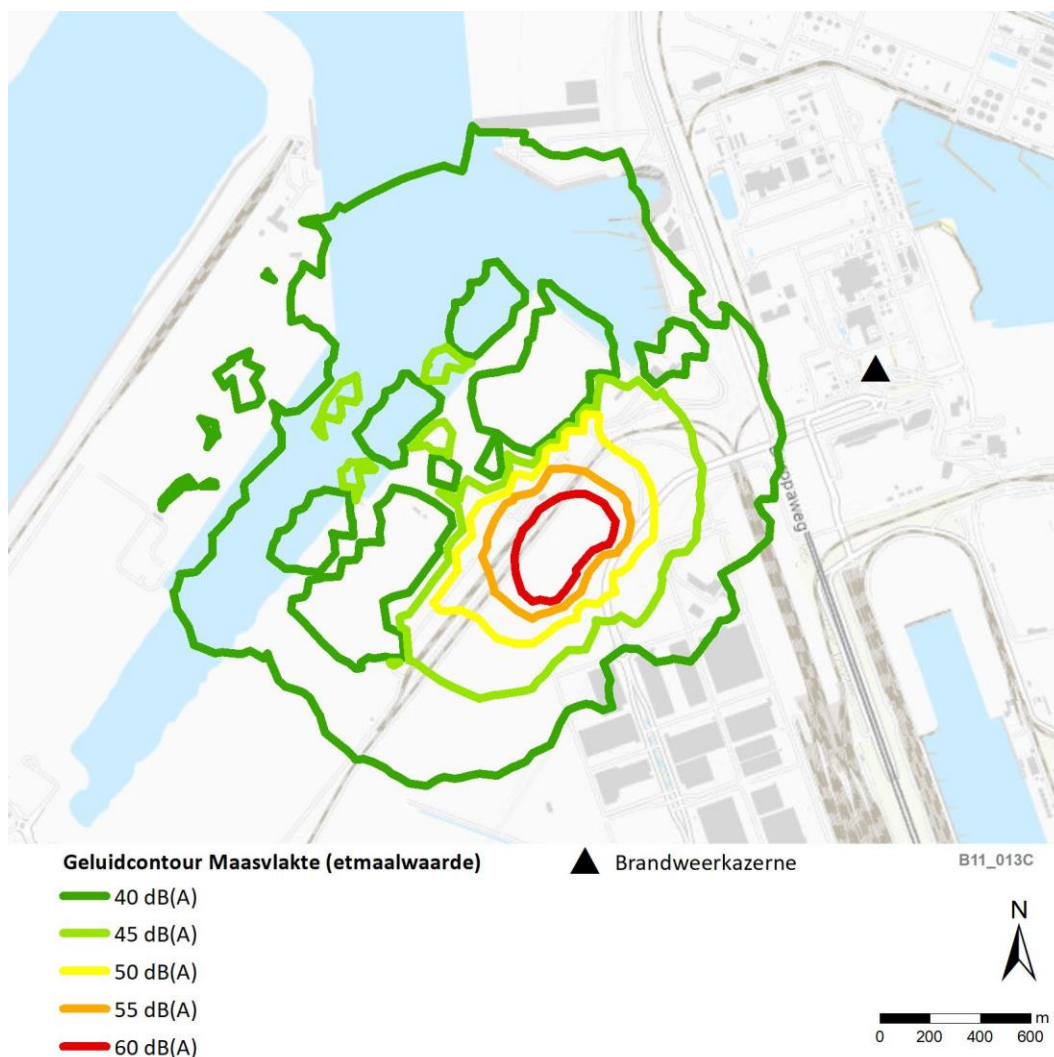 opaweg
Geluidcontour Maasvlakte (etmaalwaarde)
Brandweerkazerne
B11_013C
40 dB(A)
45 dB(A)
50 dB(A)
55 dB(A)
60 dB(A)
N
m
0 200 400 600